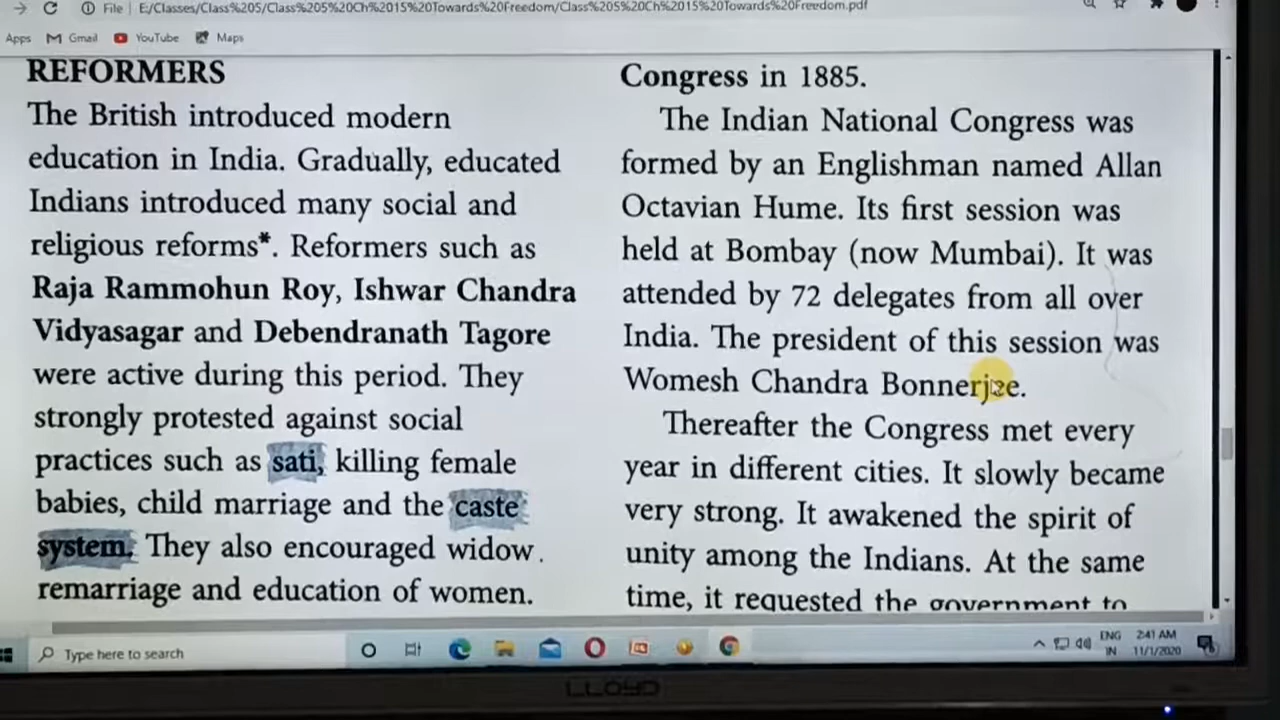 File
E:/Classes/Class%205/Class%205%20Ch%2015%20Towards%20Freedom/Class%205%20Ch%2015%20Towards%20Freedom.pdf
Apps
Gmail
YouTube
Maps
REFORMERS
The British introduced modern
education in India. Gradually, educated
Indians introduced many social and
religious reforms*. Reformers such as
Raja Rammohun Roy, Ishwar Chandra
Vidyasagar and Debendranath Tagore
were active during this period. They
strongly protested against social
practices such as sati, killing female
babies, child marriage and the caste
system. They also encouraged widow
remarriage and education of women.
Congress in 1885.
The Indian National Congress was
formed by an Englishman named Allan
Octavian Hume. Its first session was
held at Bombay (now Mumbai). It was
attended by 72 delegates from all over
India. The president of this session was
Womesh Chandra Bonnerjee.
Thereafter the Congress met every
year in different cities. It slowly became
very strong. It awakened the spirit of
unity among the Indians. At the same
time, it requested the government to
Type here to search
ENG
IN
2:41 AM
11/1/2020
LLOYD